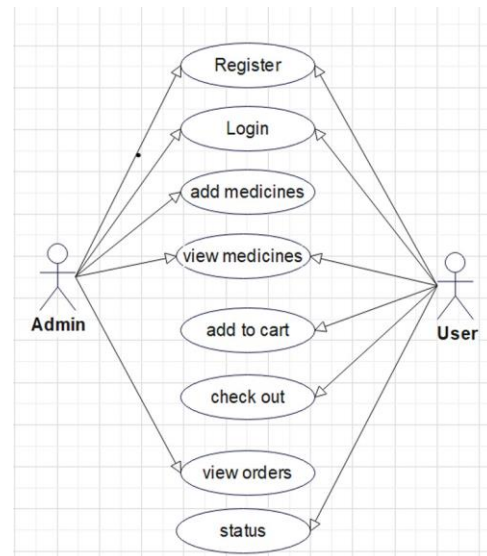 Register
Login
add medicines
view medicines
Admin
User
add to cart
check out
view orders
status